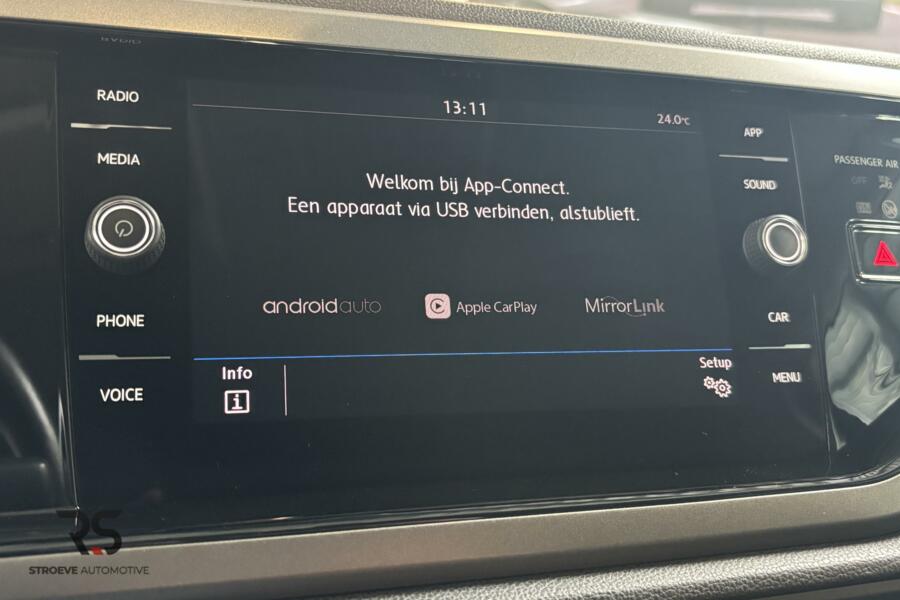 RADIO
MEDIA
PHONE
VOICE
13:11
24.0°C
Welkom bij App-Connect.
Een apparaat via USB verbinden, alstublieft.
androidauto
Apple CarPlay
MirrorLink
Info
Setup
APP
SOUND
CAR
MENU
PASSENGER AIR
OFF
RS
STROEVE AUTOMOTIVE